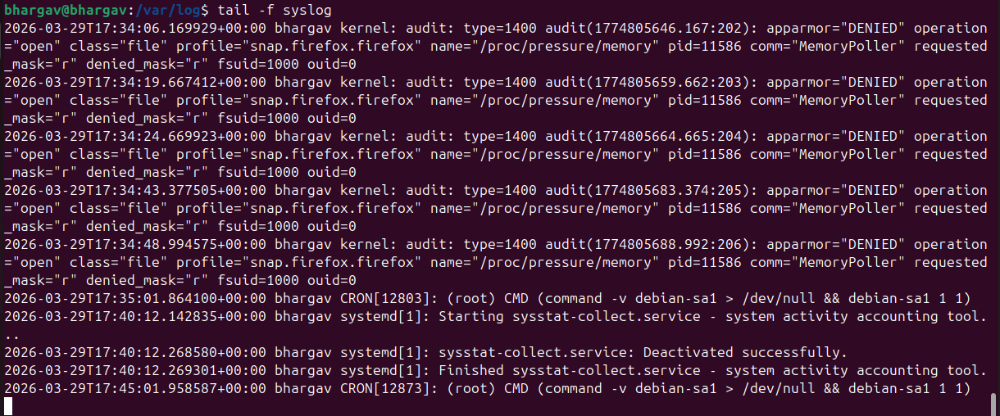 bhargav@bhargav:/var/log$ tail -f syslog
2026-03-29T17:34:06.169929+00:00 bhargav kernel: audit: type=1400 audit(1774805646.167:202): apparmor="DENIED" operation
="open" class="file" profile="snap.firefox.firefox" name="/proc/pressure/memory" pid=11586 comm="MemoryPoller" requested
_mask="r" denied_mask="r" fsuid=1000 ouid=0
2026-03-29T17:34:19.667412+00:00 bhargav kernel: audit: type=1400 audit(1774805659.662:203): apparmor="DENIED" operation
="open" class="file" profile="snap.firefox.firefox" name="/proc/pressure/memory" pid=11586 comm="MemoryPoller" requested
_mask="r" denied_mask="r" fsuid=1000 ouid=0
2026-03-29T17:34:24.669923+00:00 bhargav kernel: audit: type=1400 audit(1774805664.665:204): apparmor="DENIED" operation
="open" class="file" profile="snap.firefox.firefox" name="/proc/pressure/memory" pid=11586 comm="MemoryPoller" requested
_mask="r" denied_mask="r" fsuid=1000 ouid=0
2026-03-29T17:34:43.377505+00:00 bhargav kernel: audit: type=1400 audit(1774805683.374:205): apparmor="DENIED" operation
="open" class="file" profile="snap.firefox.firefox" name="/proc/pressure/memory" pid=11586 comm="MemoryPoller" requested
_mask="r" denied_mask="r" fsuid=1000 ouid=0
2026-03-29T17:34:48.994575+00:00 bhargav kernel: audit: type=1400 audit(1774805688.992:206): apparmor="DENIED" operation
="open" class="file" profile="snap.firefox.firefox" name="/proc/pressure/memory" pid=11586 comm="MemoryPoller" requested
_mask="r" denied_mask="r" fsuid=1000 ouid=0
2026-03-29T17:35:01.864100+00:00 bhargav CRON[12803]: (root) CMD (command -v debian-sa1 > /dev/null && debian-sa1 1 1)
2026-03-29T17:40:12.142835+00:00 bhargav systemd[1]: Starting sysstat-collect.service - system activity accounting tool.
..
2026-03-29T17:40:12.268580+00:00 bhargav systemd[1]: sysstat-collect.service: Deactivated successfully.
2026-03-29T17:40:12.269301+00:00 bhargav systemd[1]: Finished sysstat-collect.service - system activity accounting tool.
2026-03-29T17:45:01.958587+00:00 bhargav CRON[12873]: (root) CMD (command -v debian-sa1 > /dev/null && debian-sa1 1 1)